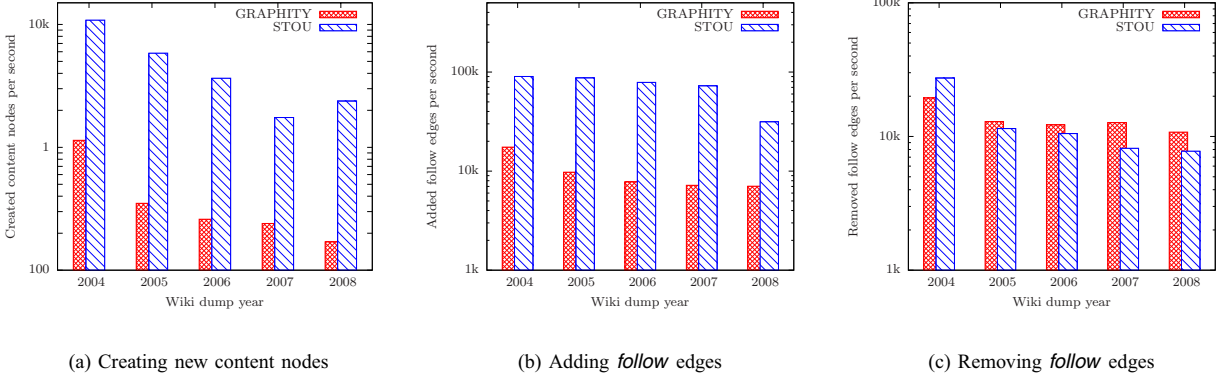 10k
1
100
Created content nodes per second
GRAPHITY
STOU
2004 2005 2006 2007 2008
Wiki dump year
(a) Creating new content nodes
100k
10k
1k
Added follow edges per second
GRAPHITY
STOU
2004 2005 2006 2007 2008
Wiki dump year
(b) Adding follow edges
100k
10k
1k
Removed follow edges per second
GRAPHITY
STOU
2004 2005 2006 2007 2008
Wiki dump year
(c) Removing follow edges